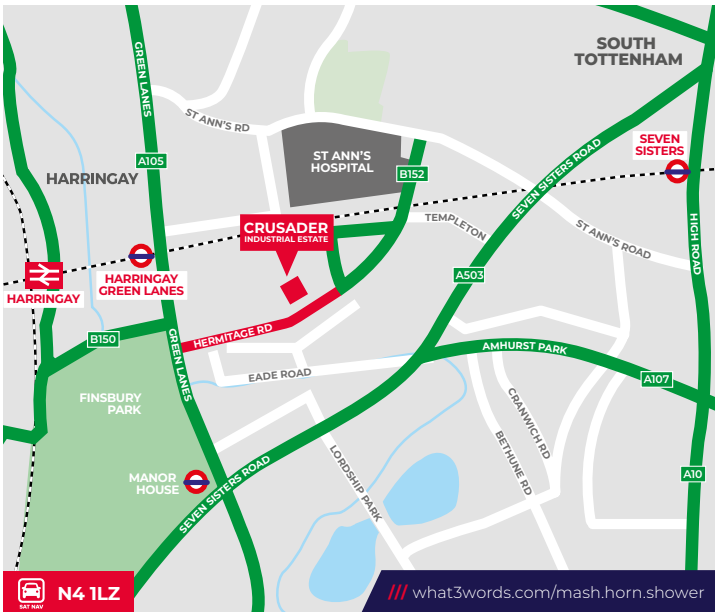 SOUTH
TOTTENHAM
GREEN LANES
ST ANN'S RD
SEVEN SISTERS ROAD
SEVEN
SISTERS
A105
ST ANN'S
HOSPITAL
B152
HARRINGAY
TEMPLETON
ST ANN'S ROAD
HIGH ROAD
CRUSADER
INDUSTRIAL ESTATE
HARRINGAY
GREEN LANES
HARRINGAY
A503
HERMITAGE RD
B150
GREEN LANES
AMHURST PARK
EADE ROAD
A107
FINSBURY
PARK
CRANWICH RD
BETHUNE RD
LORDSHIP PARK
MANOR
HOUSE
SEVEN SISTERS ROAD
A10
SAT NAV
N4 1LZ
/// what3words.com/mash.horn.shower